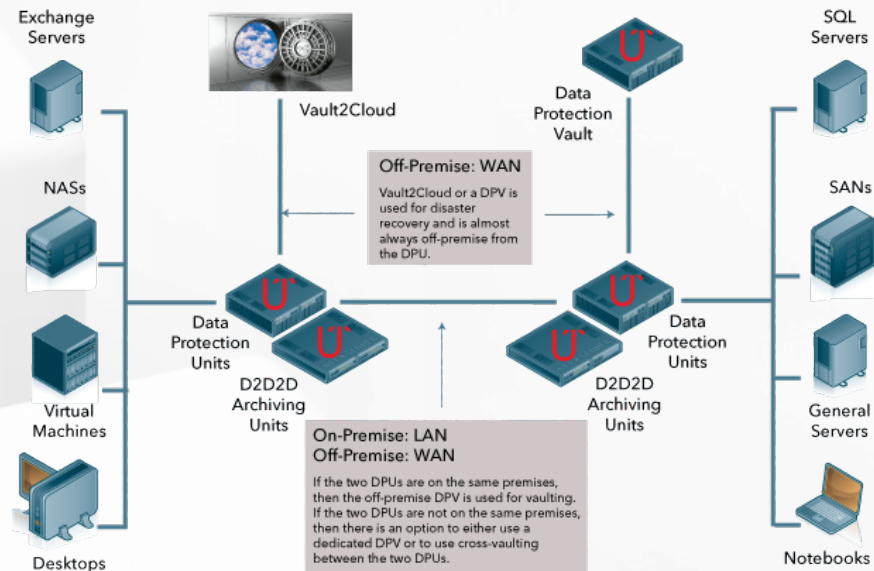 Exchange
Servers
SQL
Servers
Vault2Cloud
Data
Protection
Vault
NASs
Off-Premise: WAN
Vault2Cloud or a DPV is
used for disaster
recovery and is almost
always off-premise from
the DPU.
SANs
Data
Protection
Units
D2D2D
Archiving
Units
Data
Protection
Units
D2D2D
Archiving
Units
Virtual
Machines
General
Servers
On-Premise: LAN
Off-Premise: WAN
If the two DPUs are on the same premises,
then the off-premise DPV is used for vaulting.
If the two DPUs are not on the same premises,
then there is an option to either use a
dedicated DPV or to use cross-vaulting
between the two DPUs.
Desktops
Notebooks